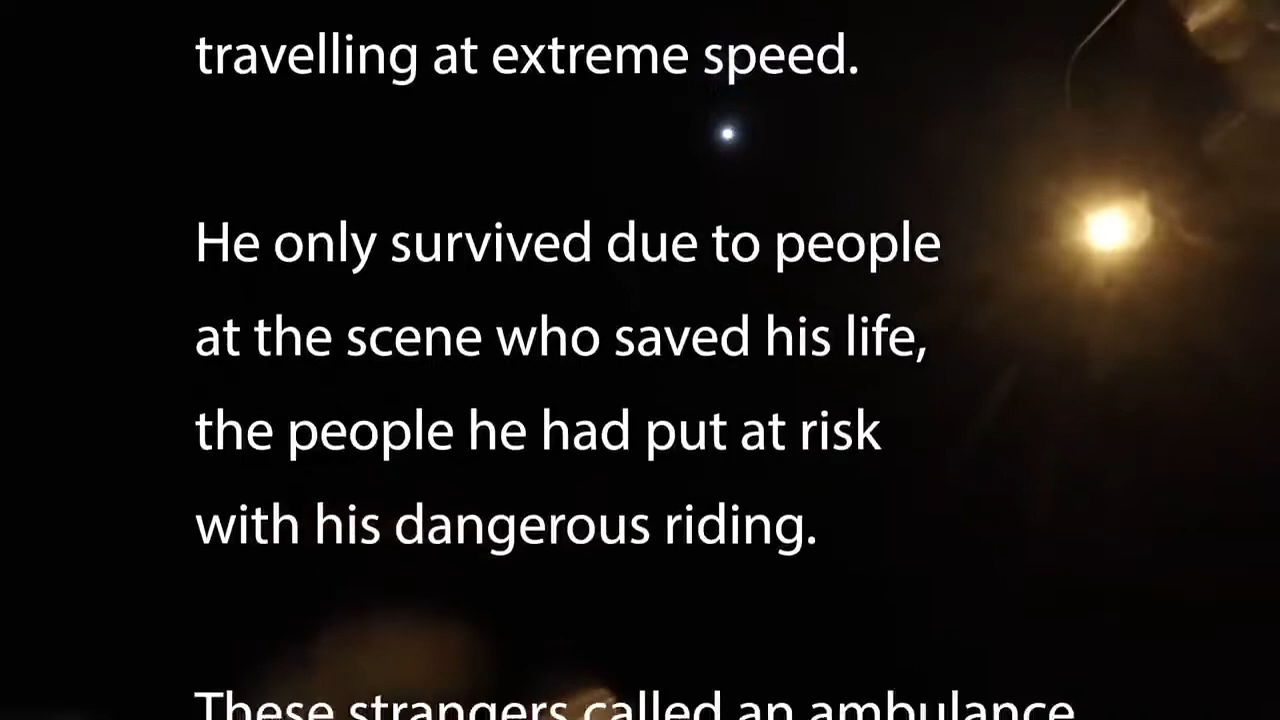 travelling at extreme speed.
He only survived due to people
at the scene who saved his life,
the people he had put at risk
with his dangerous riding.
These strangers called an ambulance